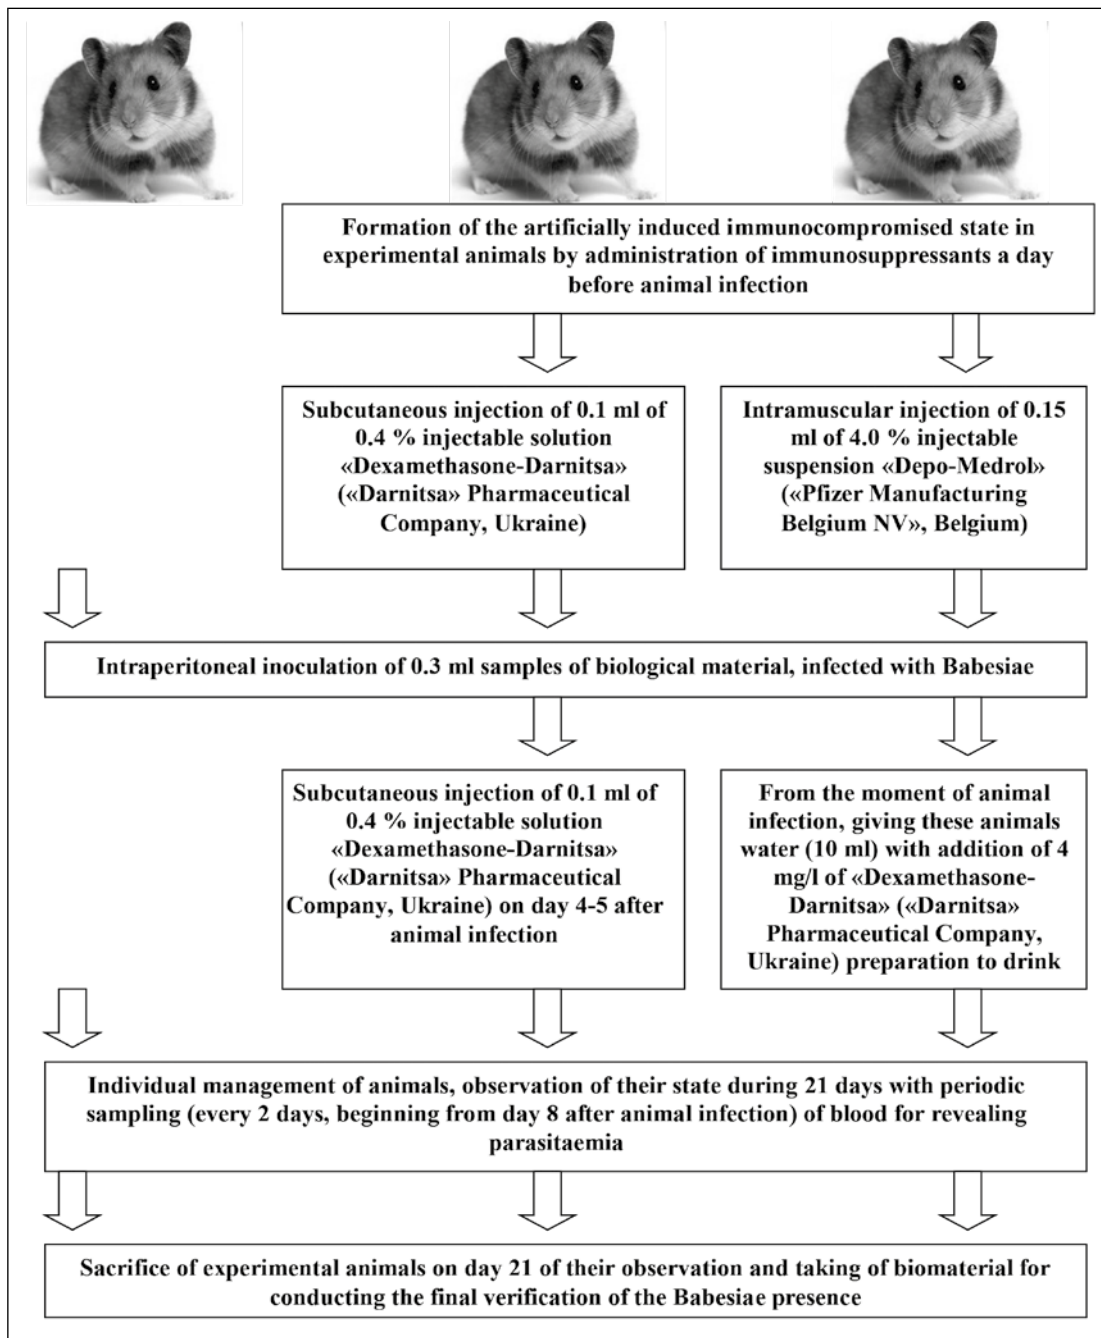 Formation of the artificially induced immunocompromised state in
experimental animals by administration of immunosuppressants a day
before animal infection
Subcutaneous injection of 0.1 ml of
0.4 % injectable solution
«Dexamethasone-Darnitsa»
(«Darnitsa» Pharmaceutical
Company, Ukraine)
Intramuscular injection of 0.15
ml of 4.0 % injectable
suspension «Depo-Medrol»
(«Pfizer Manufacturing
Belgium NV», Belgium)
Intraperitoneal inoculation of 0.3 ml samples of biological material, infected with Babesiae
Subcutaneous injection of 0.1 ml of
0.4 % injectable solution
«Dexamethasone-Darnitsa»
(«Darnitsa» Pharmaceutical
Company, Ukraine) on day 4-5 after
animal infection
From the moment of animal
infection, giving these animals
water (10 ml) with addition of 4
mg/l of «Dexamethasone-
Darnitsa» («Darnitsa»
Pharmaceutical Company,
Ukraine) preparation to drink
Individual management of animals, observation of their state during 21 days with periodic
sampling (every 2 days, beginning from day 8 after animal infection) of blood for revealing
parasitaemia
Sacrifice of experimental animals on day 21 of their observation and taking of biomaterial for
conducting the final verification of the Babesiae presence